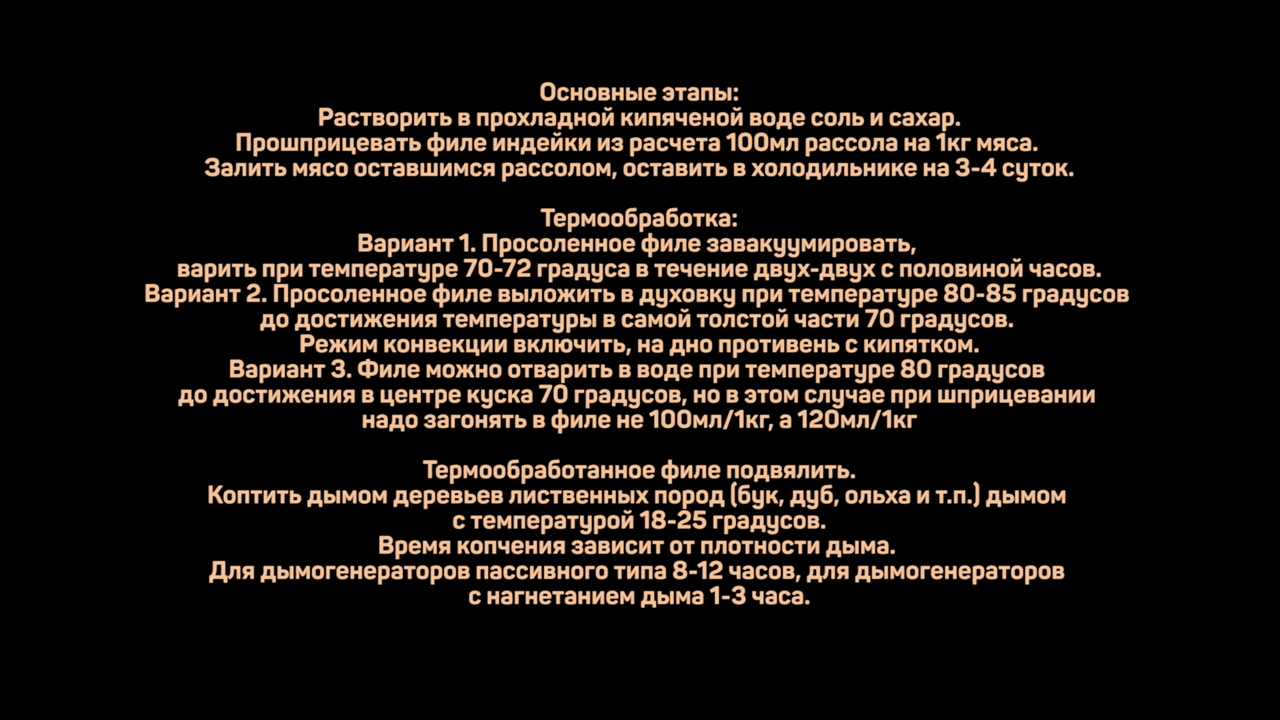 Основные этапы:
Растворить в прохладной кипяченой воде соль и сахар.
Прошприцевать филе индейки из расчета 100мл рассола на 1кг мяса.
Залить мясо оставшимся рассолом, оставить в холодильнике на 3-4 суток.
Термообработка:
Вариант 1. Просоленное филе завакуумировать,
варить при температуре 70-72 градуса в течение двух-двух с половиной часов.
Вариант 2. Просоленное филе выложить в духовку при температуре 80-85 градусов
до достижения температуры в самой толстой части 70 градусов.
Режим конвекции включить, на дно противень с кипятком.
Вариант 3. Филе можно отварить в воде при температуре 80 градусов
до достижения в центре куска 70 градусов, но в этом случае при шприцевании
надо загонять в филе не 100мл/1кг, а 120мл/1кг
Термообработанное филе подвялить.
Коптить дымом деревьев лиственных пород (бук, дуб, ольха и т.п.) дымом
с температурой 18-25 градусов.
Время копчения зависит от плотности дыма.
Для дымогенераторов пассивного типа 8-12 часов, для дымогенераторов
с нагнетанием дыма 1-3 часа.